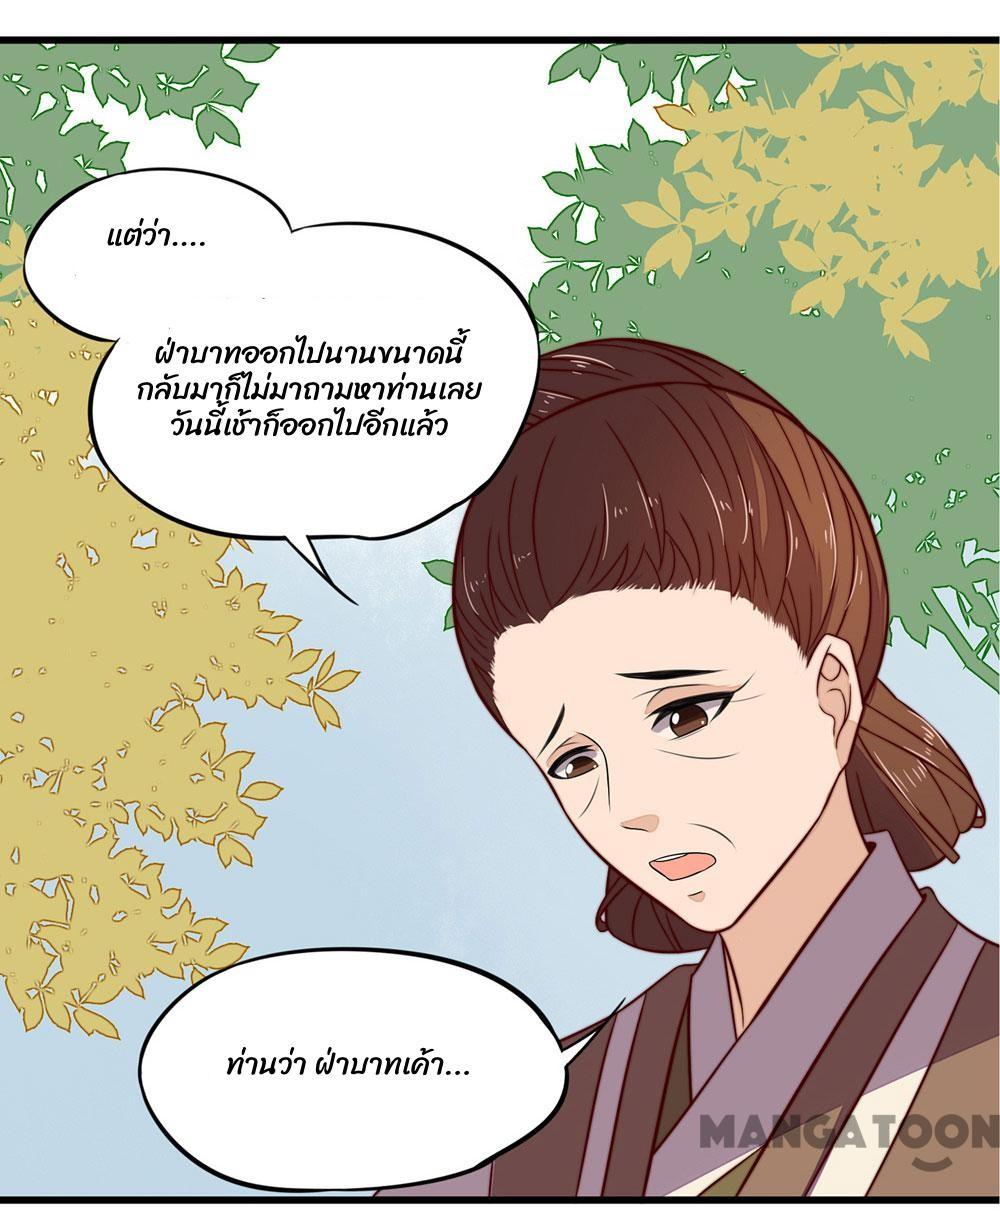 แต่ว่า....
ฝ่าบาทออกไปนานขนาดนี้
กลับมาก็ไม่มาถามหาท่านเลย
วันนี้เช้าก็ออกไปอีกแล้ว
ท่านว่า ฝ่าบาทเค้า...
MANGATOON